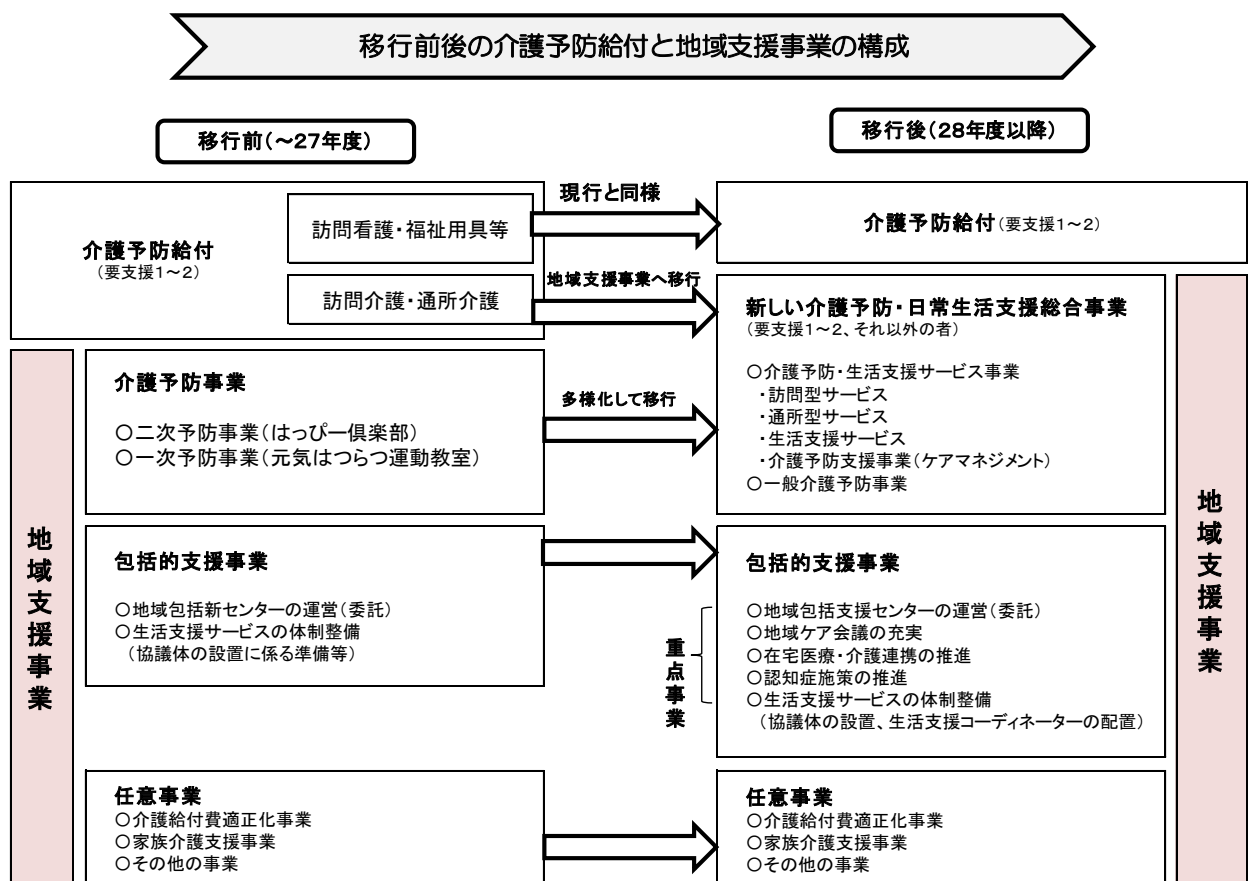 移行前後の介護予防給付と地域支援事業の構成
移行前(～27年度)
移行後(28年度以降)
介護予防給付
(要支援1～2)
訪問看護・福祉用具等
訪問介護・通所介護
現行と同様
地域支援事業へ移行
介護予防給付(要支援1～2)
地域支援事業
介護予防事業
○二次予防事業(はっぴー倶楽部)
○一次予防事業(元気はつらつ運動教室)
多様化して移行
新しい介護予防・日常生活支援総合事業
(要支援1～2、それ以外の者)
○介護予防・生活支援サービス事業
・訪問型サービス
・通所型サービス
・生活支援サービス
・介護予防支援事業(ケアマネジメント)
○一般介護予防事業
包括的支援事業
○地域包括新センターの運営(委託)
○生活支援サービスの体制整備
(協議体の設置に係る準備等)
重点事業
包括的支援事業
○地域包括支援センターの運営(委託)
○地域ケア会議の充実
○在宅医療・介護連携の推進
○認知症施策の推進
○生活支援サービスの体制整備
(協議体の設置、生活支援コーディネーターの配置)
任意事業
○介護給付費適正化事業
○家族介護支援事業
○その他の事業
任意事業
○介護給付費適正化事業
○家族介護支援事業
○その他の事業
地域支援事業